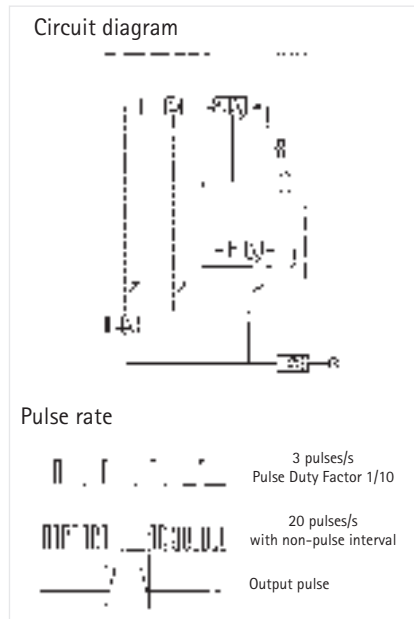 Circuit diagram
Pulse rate
3 pulses/s
Pulse Duty Factor 1/10
20 pulses/s
with non-pulse interval
Output pulse